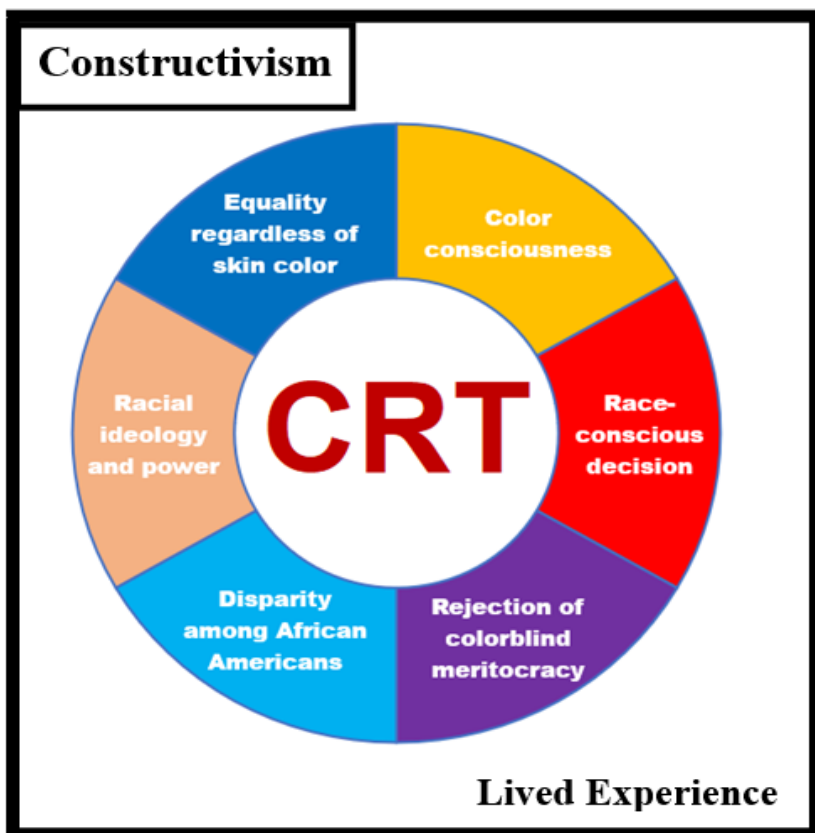 Constructivism
Equality
regardless of
skin color
Color
consciousness
Racial
ideology
and power
CRT
Race-
conscious
decision
Disparity
among African
Americans
Rejection of
colorblind
meritocracy
Lived Experience